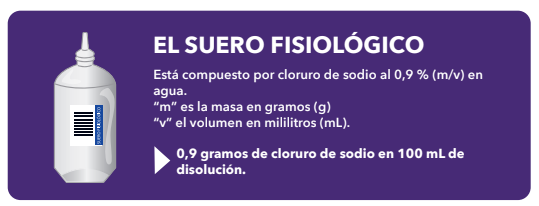 EL SUERO FISIOLÓGICO
Está compuesto por cloruro de sodio al 0,9 % (m/v) en
agua.
“m” es la masa en gramos (g)
“v” el volumen en mililitros (mL).
0,9 gramos de cloruro de sodio en 100 mL de
disolución.